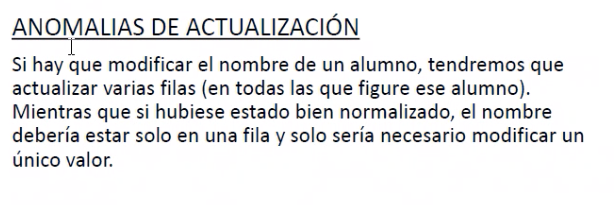 ANOMALIAS DE ACTUALIZACIÓN
Si hay que modificar el nombre de un alumno, tendremos que
actualizar varias filas (en todas las que figure ese alumno).
Mientras que si hubiese estado bien normalizado, el nombre
debería estar solo en una fila y solo sería necesario modificar un
único valor.